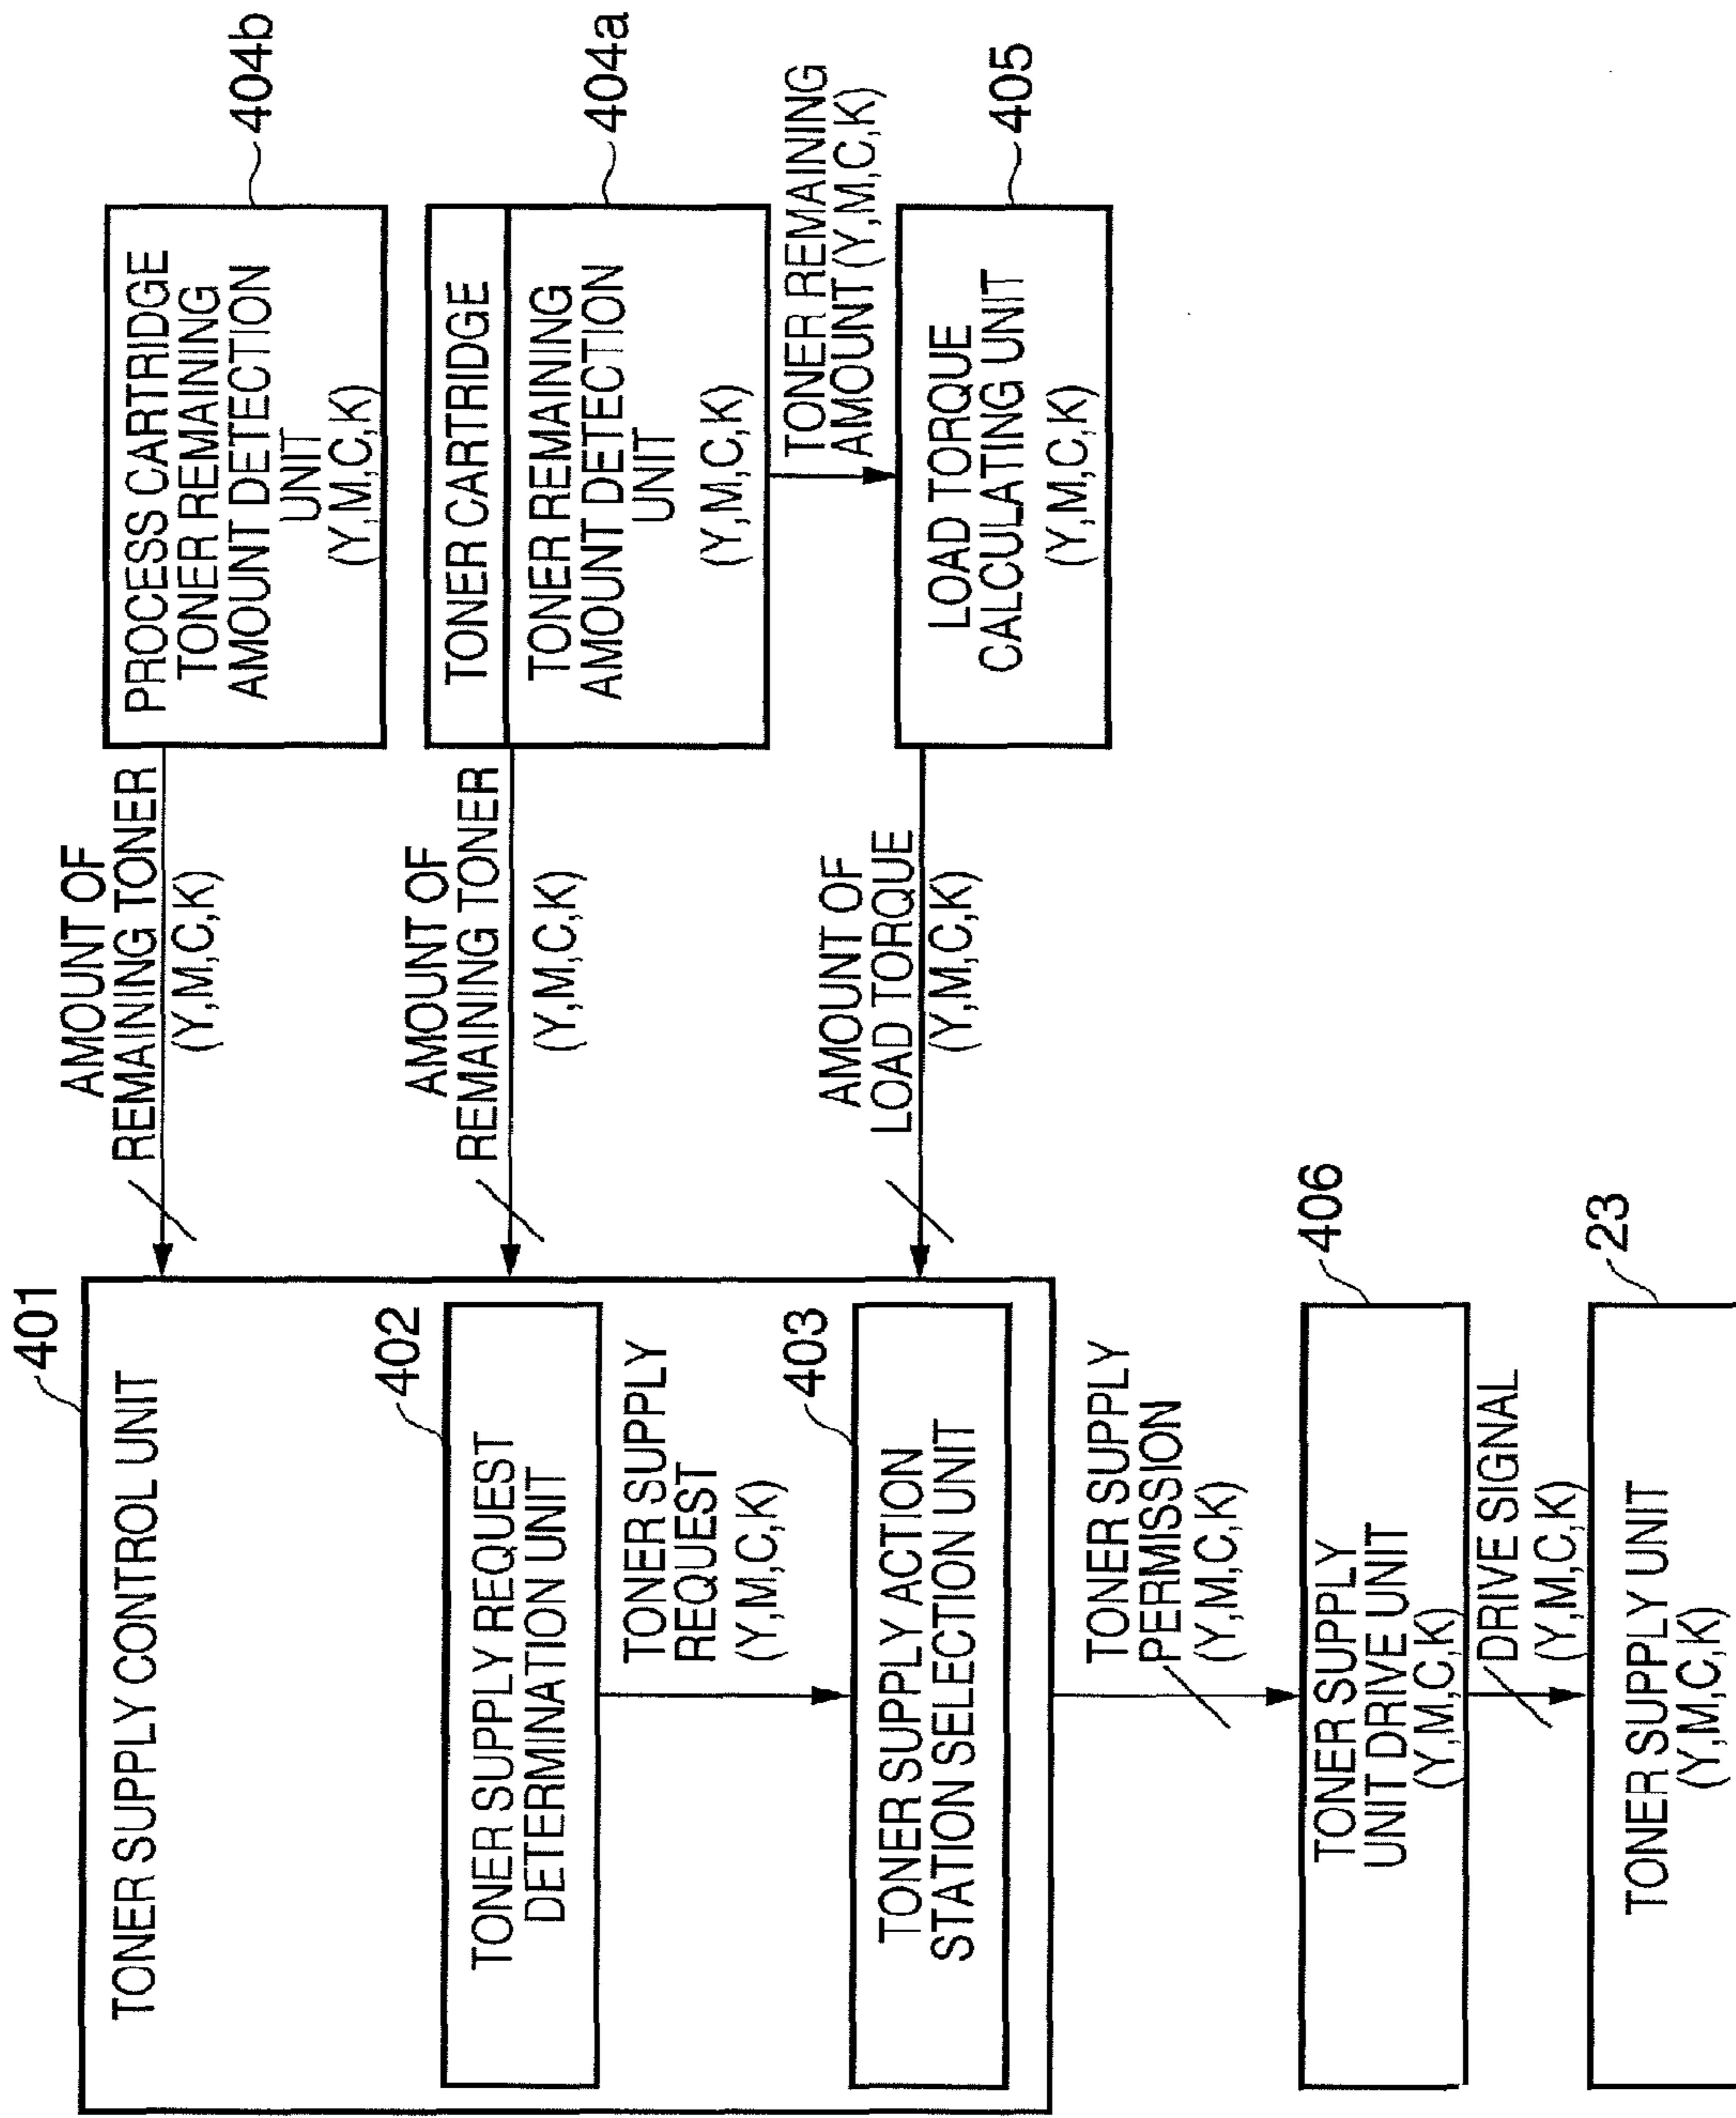 401
TONER SUPPLY CONTROL UNIT
402
TONER SUPPLY REQUEST
DETERMINATION UNIT
TONER SUPPLY
REQUEST
(Y,M,C,K)
403
TONER SUPPLY ACTION
STATION SELECTION UNIT
TONER SUPPLY
PERMISSION
(Y,M,C,K)
406
TONER SUPPLY
UNIT DRIVE UNIT
(Y,M,C,K)
DRIVE SIGNAL
(Y,M,C,K)
23
TONER SUPPLY UNIT
(Y,M,C,K)
AMOUNT OF
REMAINING TONER
(Y,M,C,K)
AMOUNT OF
REMAINING TONER
(Y,M,C,K)
AMOUNT OF
LOAD TORQUE
(Y,M,C,K)
PROCESS CARTRIDGE
TONER REMAINING
AMOUNT DETECTION
UNIT
(Y,M,C,K)
404b
TONER CARTRIDGE
TONER REMAINING
AMOUNT DETECTION
UNIT
(Y,M,C,K)
404a
TONER REMAINING
AMOUNT (Y,M,C,K)
LOAD TORQUE
CALCULATING UNIT
(Y,M,C,K)
405